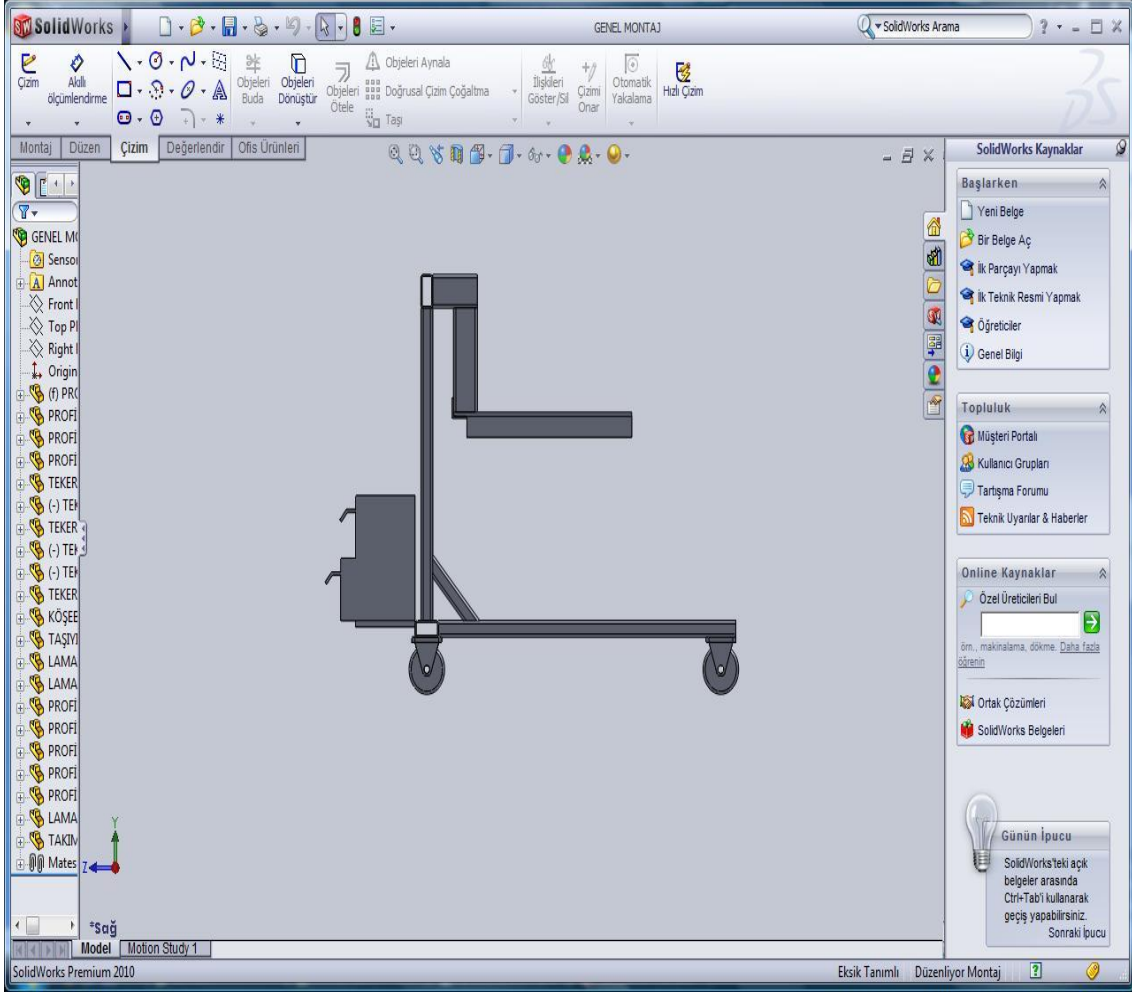 SolidWorks
GENEL MONTAJ
SolidWorks Arama
Çizim
Akıllı ölçümlendirme
Objeleri Buda
Objeleri Dönüştür
Objeleri Ötele
Objeleri Aynala
Doğrusal Çizim Çoğaltma
Taşı
İlişkileri Göster/Sil
Çizimi Onar
Otomatik Yakalama
Hızlı Çizim
Montaj
Düzen
Çizim
Değerlendir
Ofis Ürünleri
GENEL M
Senso
Annot
Front
Top Pl
Right
Origin
(f) PR
PROFİ
PROFİ
PROFİ
TEKER
(-) TE
TEKER
(-) TE
(-) TE
TEKER
KÖŞEE
TAŞIYI
LAMA
LAMA
PROFİ
PROFİ
PROFİ
PROFİ
PROFİ
LAMA
TAKIM
Mates
Y
Z
*Sağ
Model
Motion Study 1
SolidWorks Kaynaklar
Başlarken
Yeni Belge
Bir Belge Aç
İlk Parçayı Yapmak
İlk Teknik Resmi Yapmak
Öğreticiler
Genel Bilgi
Topluluk
Müşteri Portalı
Kullanıcı Grupları
Tartışma Forumu
Teknik Uyarılar & Haberler
Online Kaynaklar
Özel Üreticileri Bul
örn., makinalama, dökme. Daha fazla
öğrenin
Ortak Çözümleri
SolidWorks Belgeleri
Günün İpucu
SolidWorks'teki açık
belgeler arasında
Ctrl+Tab'i kullanarak
geçiş yapabilirsiniz.
Sonraki İpucu
SolidWorks Premium 2010
Eksik Tanımlı
Düzenliyor Montaj